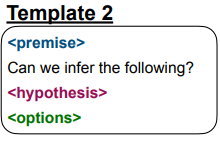 Template 2
<premise>
Can we infer the following?
<hypothesis>
<options>